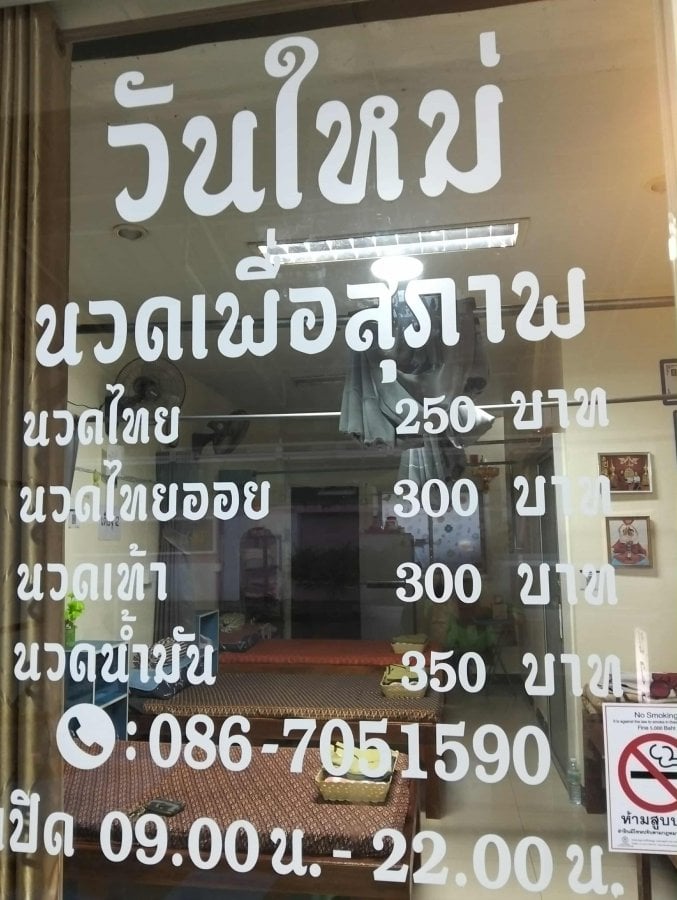 วันใหม่
นวดเพื่อสุภาพ
นวดไทย 250 บาท
นวดไทยออย 300 บาท
นวดเท้า 300 บาท
นวดน้ำมัน 350 บาท
: 086-7051590
เปิด 09.00 น. - 22.00 น.
No Smoking
Fine 5,000 Baht
ห้ามสูบ